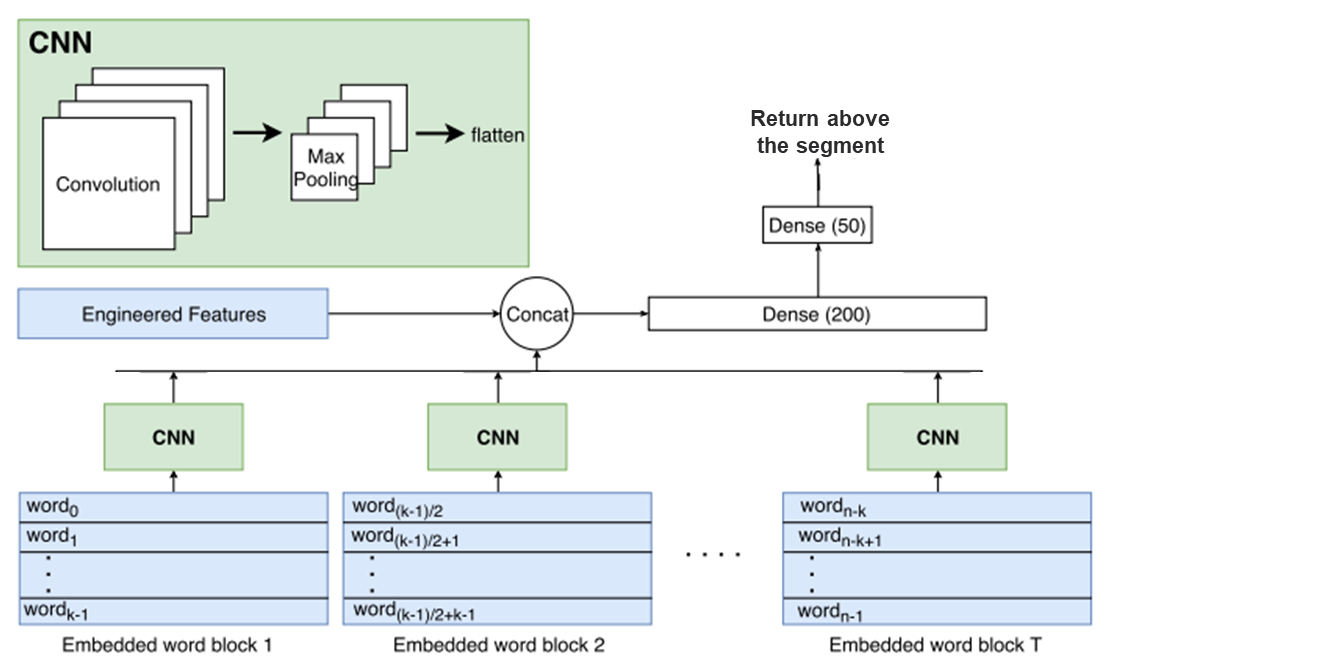 CNN
Convolution
Max
Pooling
flatten
Return above
the segment
Dense (50)
Engineered Features
Concat
Dense (200)
CNN
CNN
CNN
word0
word1
wordk-1
Embedded word block 1
word(k-1)/2
word(k-1)/2+1
word(k-1)/2+k-1
Embedded word block 2
. . . .
wordn-k
wordn-k+1
wordn-1
Embedded word block T